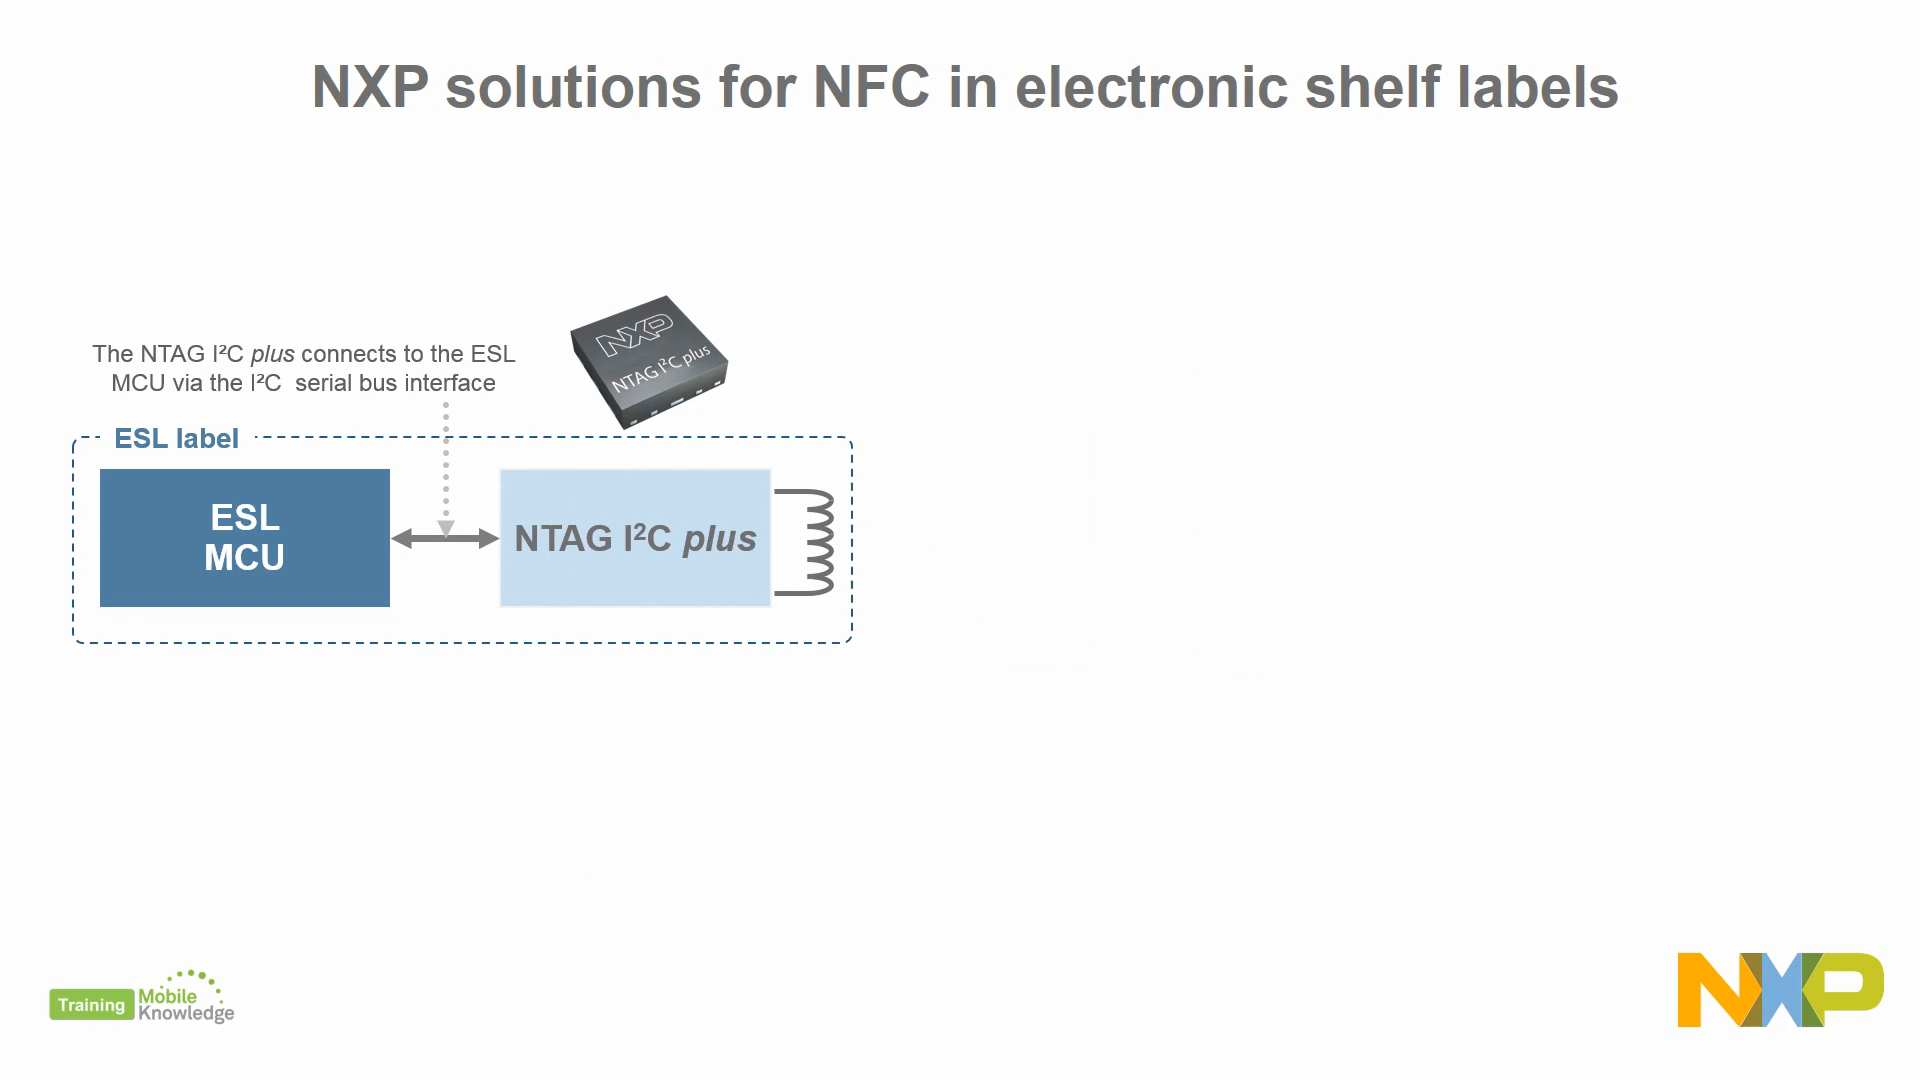 NXP solutions for NFC in electronic shelf labels
The NTAG I²C plus connects to the ESL
MCU via the I²C  serial bus interface
NXP
NTAG I²C plus
ESL label
ESL
MCU
NTAG I²C plus
Training
Mobile
Knowledge
NXP